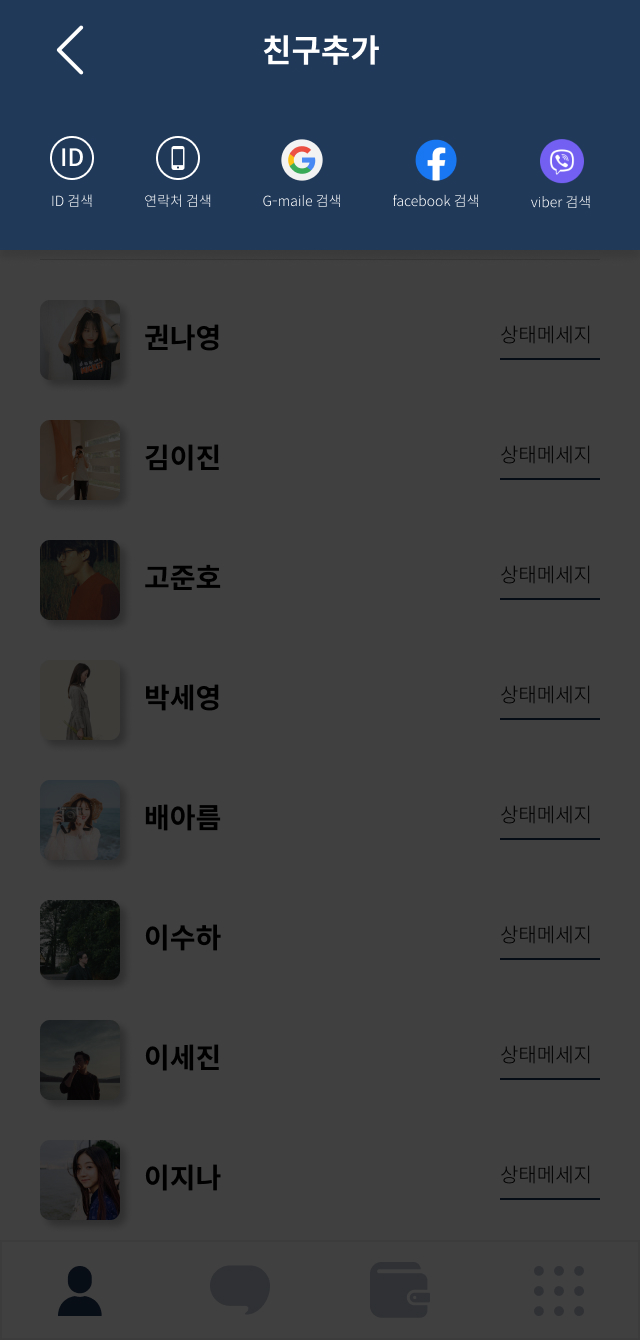 친구추가
ID
ID 검색
연락처 검색
G-maile 검색
facebook 검색
viber 검색
권나영
상태메세지
김이진
상태메세지
고준호
상태메세지
박세영
상태메세지
배아름
상태메세지
이수하
상태메세지
이세진
상태메세지
이지나
상태메세지